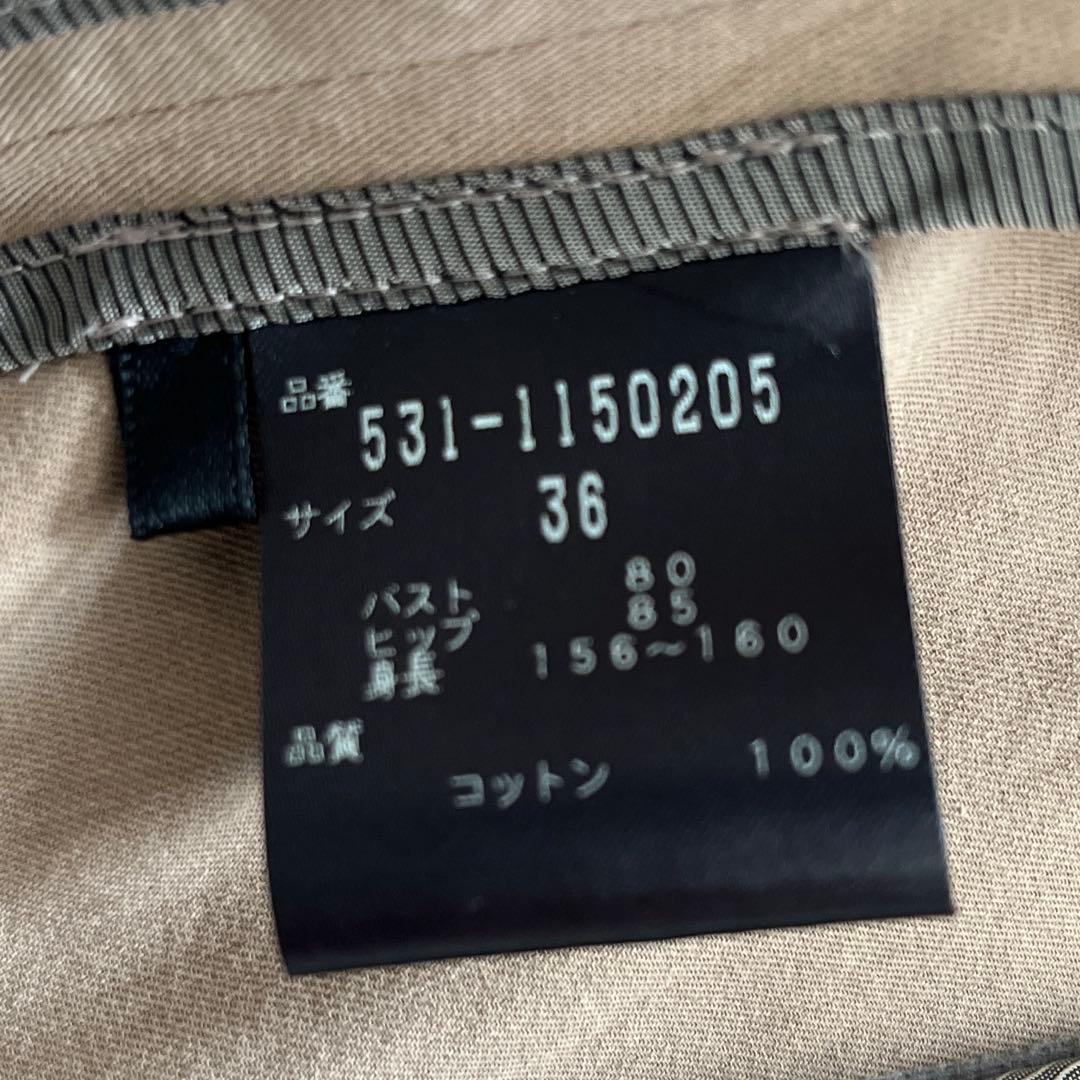 品番 531-1150205
サイズ 36
バスト 80
ヒップ 85
身長 156～160
品質
コットン 100%